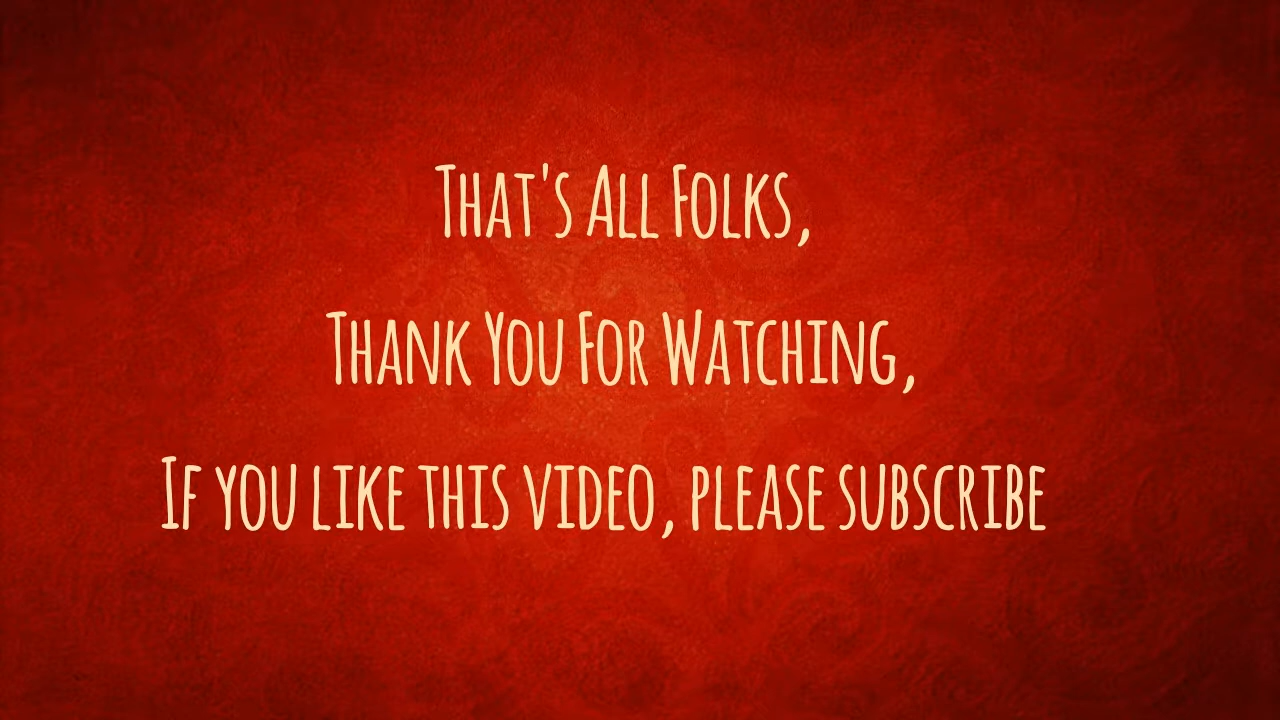 That's All Folks,
Thank You For Watching,
If you like this video, please subscribe